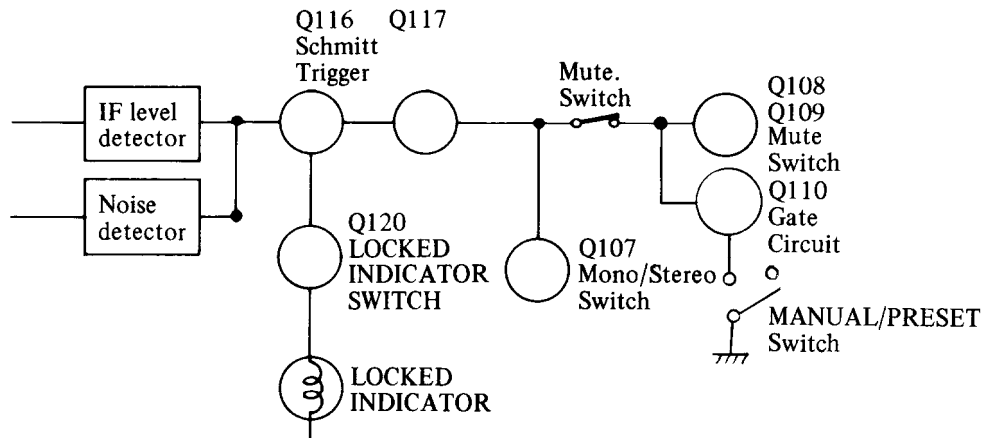 Q116
Schmitt
Trigger
Q117
IF level
detector
Noise
detector
Mute.
Switch
Q108
Q109
Mute
Switch
Q110
Gate
Circuit
Q120
LOCKED
INDICATOR
SWITCH
Q107
Mono/Stereo
Switch
MANUAL/PRESET
Switch
LOCKED
INDICATOR